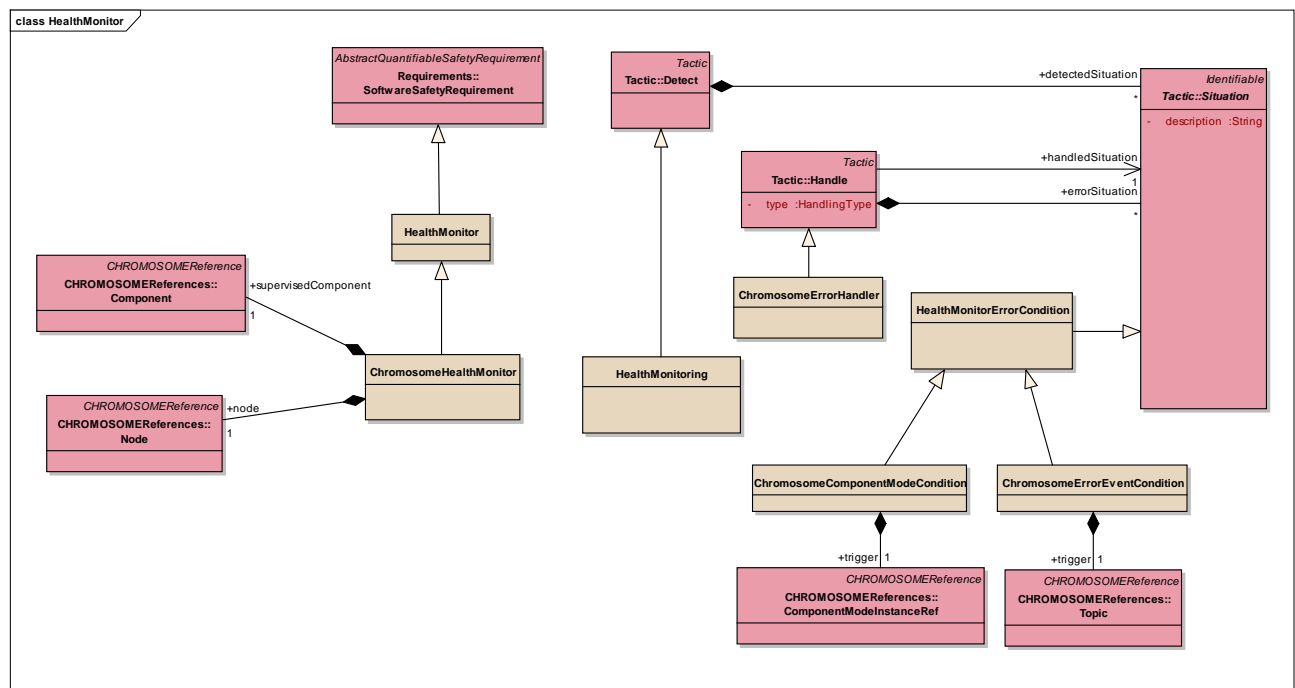 class HealthMonitor
AbstractQuantifiableSafetyRequirement
Requirements::
SoftwareSafetyRequirement
Tactic
Tactic::Detect
+detectedSituation
*
Identifiable
Tactic::Situation
- description :String
Tactic
Tactic::Handle
- type :HandlingType
+handledSituation
1
+errorSituation
*
HealthMonitor
CHROMOSOMEReference
CHROMOSOMEReferences::
Component
+supervisedComponent
1
ChromosomeErrorHandler
HealthMonitorErrorCondition
ChromosomeHealthMonitor
HealthMonitoring
CHROMOSOMEReference
CHROMOSOMEReferences::
Node
+node
1
ChromosomeComponentModeCondition
ChromosomeErrorEventCondition
+trigger 1
+trigger 1
CHROMOSOMEReference
CHROMOSOMEReferences::
ComponentModeInstanceRef
CHROMOSOMEReference
CHROMOSOMEReferences::
Topic